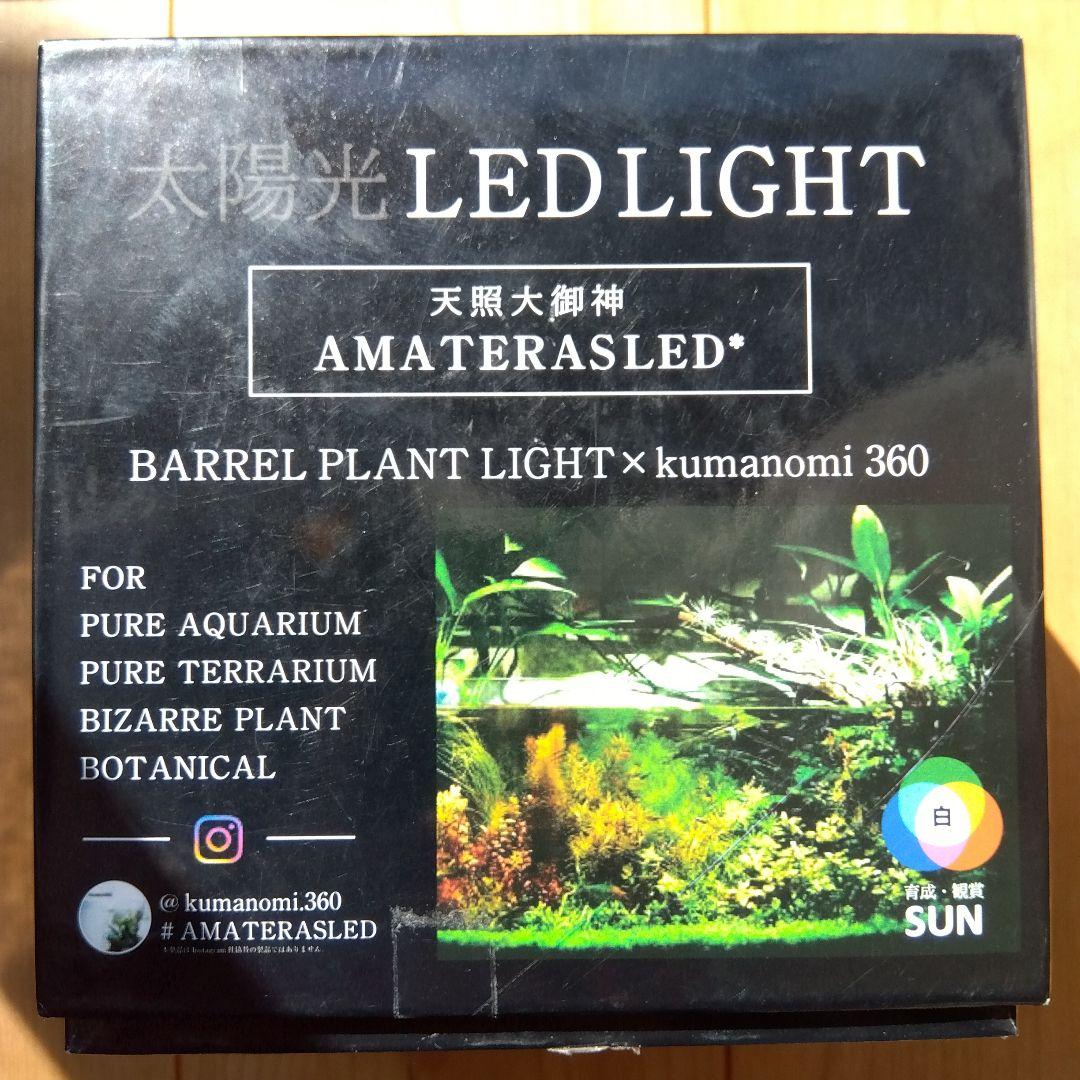 太陽光 LED LIGHT
天照大御神
AMATERASLED*
BARREL PLANT LIGHT×kumanomi 360
FOR
PURE AQUARIUM
PURE TERRARIUM
BIZARRE PLANT
BOTANICAL
白
育成・観賞
SUN
@kumanomi.360
# AMATERASLED